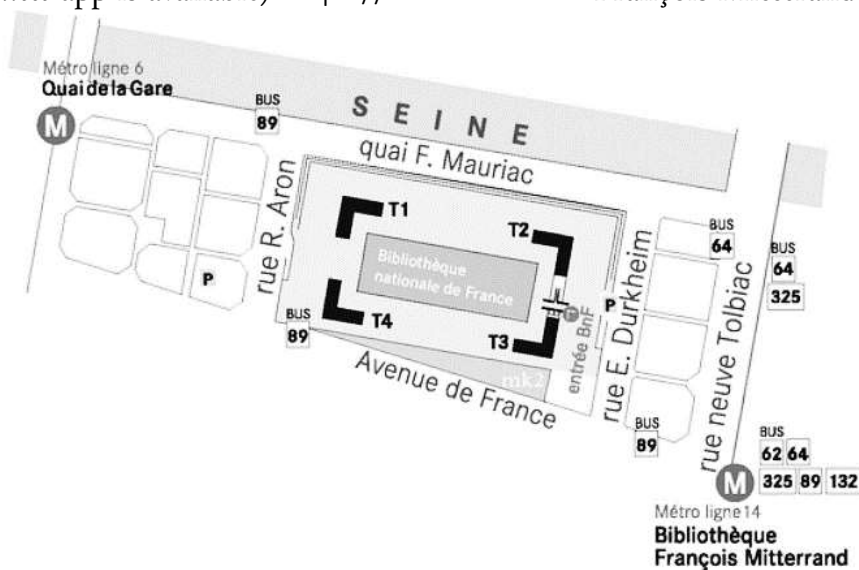 Métro ligne 6
Quai de la Gare
M
BUS
89
SEINE
quai F. Mauriac
rue R. Aron
T1
T2
BUS
64
BUS
64
325
Bibliothèque
nationale de France
P
P
rue E. Durkheim
rue neuve Tolbiac
BUS
89
T4
T3
entrée BnF
mk2
Avenue de France
BUS
89
BUS
62 64
M
325 89 132
Métro ligne 14
Bibliothèque
François Mitterrand